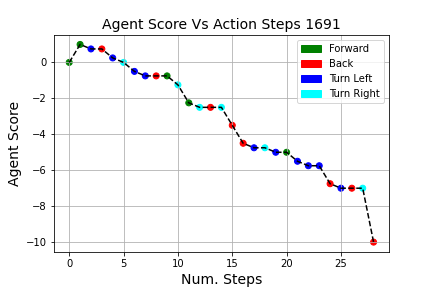 Agent Score Vs Action Steps 1691
Forward
Back
Turn Left
Turn Right
0
−2
−4
−6
−8
−10
Agent Score
0 5 10 15 20 25
Num. Steps